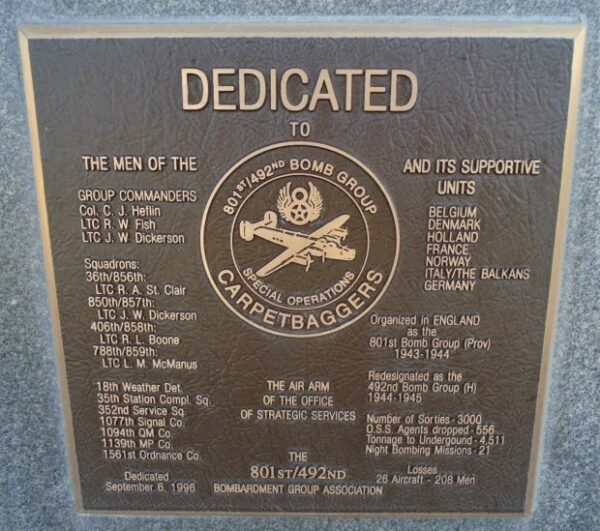 DEDICATED
TO
THE MEN OF THE
GROUP COMMANDERS
Col. C. J. Heflin
LTC R. W. Fish
LTC J. W. Dickerson
Squadrons:
36th/856th:
LTC R. A. St. Clair
850th/857th:
LTC J. W. Dickerson
406th/858th:
LTC R. L. Boone
788th/859th:
LTC L. M. McManus
18th Weather Det.
35th Station Compl. Sq.
352nd Service Sq.
1077th Signal Co.
1094th QM Co.
1139th MP Co.
1561st Ordnance Co.
Dedicated
September 6, 1996
801ST/492ND BOMB GROUP
8
SPECIAL OPERATIONS
CARPETBAGGERS
THE AIR ARM
OF THE OFFICE
OF STRATEGIC SERVICES
THE
801ST/492ND
BOMBARDMENT GROUP ASSOCIATION
AND ITS SUPPORTIVE
UNITS
BELGIUM
DENMARK
HOLLAND
FRANCE
NORWAY
ITALY/THE BALKANS
GERMANY
Organized in ENGLAND
as the
801st Bomb Group (Prov)
1943-1944
Redesignated as the
492nd Bomb Group (H)
1944-1945
Number of Sorties - 3000
O.S.S. Agents dropped - 556
Tonnage to Undergound - 4,511
Night Bombing Missions - 21
Losses
26 Aircraft - 208 Men